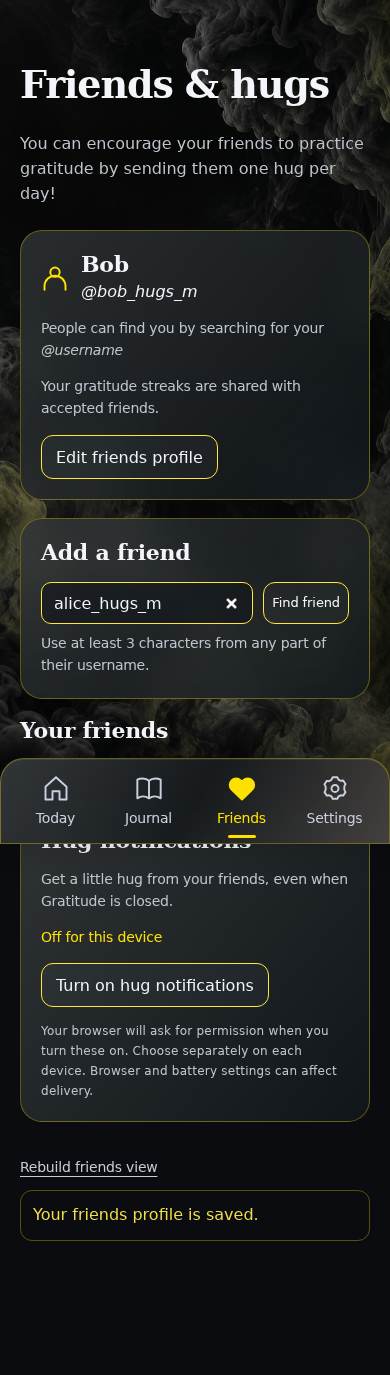 Friends & hugs
You can encourage your friends to practice
gratitude by sending them one hug per
day!
Bob
@bob_hugs_m
People can find you by searching for your
@username
Your gratitude streaks are shared with
accepted friends.
Edit friends profile
Add a friend
alice_hugs_m
Find friend
Use at least 3 characters from any part of
their username.
Your friends
Today
Journal
Friends
Settings
Hug notifications
Get a little hug from your friends, even when
Gratitude is closed.
Off for this device
Turn on hug notifications
Your browser will ask for permission when you
turn these on. Choose separately on each
device. Browser and battery settings can affect
delivery.
Rebuild friends view
Your friends profile is saved.